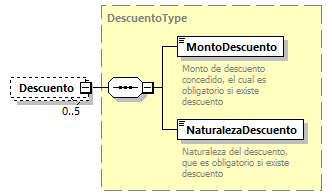 DescuentoType
MontoDescuento
Monto de descuento
concedido, el cual es
obligatorio si existe
descuento
Descuento
0..5
NaturalezaDescuento
Naturaleza del descuento,
que es obligatorio si existe
descuento